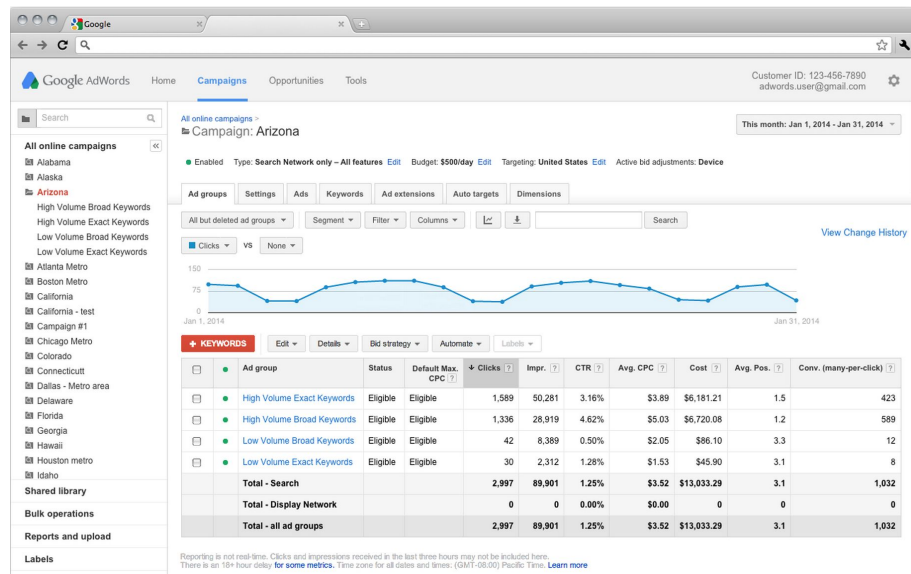 Google
Google AdWords Home Campaigns Opportunities Tools
Customer ID: 123-456-7890
adwords.user@gmail.com
Search
All online campaigns
Alabama
Alaska
Arizona
High Volume Broad Keywords
High Volume Exact Keywords
Low Volume Broad Keywords
Low Volume Exact Keywords
Atlanta Metro
Boston Metro
California
California - test
Campaign #1
Chicago Metro
Colorado
Connecticutt
Dallas - Metro area
Delaware
Florida
Georgia
Hawaii
Houston metro
Idaho
Shared library
Bulk operations
Reports and upload
Labels
All online campaigns >
Campaign: Arizona
This month: Jan 1, 2014 - Jan 31, 2014
Enabled Type: Search Network only – All features Edit Budget: $500/day Edit Targeting: United States Edit Active bid adjustments: Device
Ad groups Settings Ads Keywords Ad extensions Auto targets Dimensions
All but deleted ad groups Segment Filter Columns Search
View Change History
Clicks VS None
150
75
0
Jan 1, 2014 Jan 31, 2014
+ KEYWORDS Edit Details Bid strategy Automate Labels
Ad group Status Default Max. CPC ? Clicks ? Impr. ? CTR ? Avg. CPC ? Cost ? Avg. Pos. ? Conv. (many-per-click) ?
High Volume Exact Keywords Eligible Eligible 1,589 50,281 3.16% $3.89 $6,181.21 1.5 423
High Volume Broad Keywords Eligible Eligible 1,336 28,919 4.62% $5.03 $6,720.08 1.2 589
Low Volume Broad Keywords Eligible Eligible 42 8,389 0.50% $2.05 $86.10 3.3 12
Low Volume Exact Keywords Eligible Eligible 30 2,312 1.28% $1.53 $45.90 3.1 8
Total - Search 2,997 89,901 1.25% $3.52 $13,033.29 3.1 1,032
Total - Display Network 0 0 0.00% $0.00 0 0 0
Total - all ad groups 2,997 89,901 1.25% $3.52 $13,033.29 3.1 1,032
Reporting is not real-time. Clicks and impressions received in the last three hours may not be included here.
There is an 18+ hour delay for some metrics. Time zone for all dates and times: (GMT-08:00) Pacific Time. Learn more